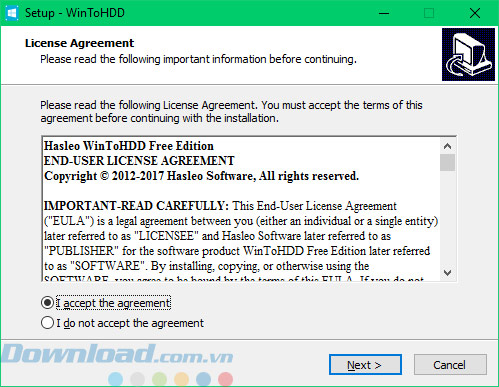 Setup - WinToHDD
License Agreement
Please read the following important information before continuing.
Please read the following License Agreement. You must accept the terms of this
agreement before continuing with the installation.
Hasleo WinToHDD Free Edition
END-USER LICENSE AGREEMENT
Copyright © 2012-2017 Hasleo Software, All rights reserved.
IMPORTANT-READ CAREFULLY: This End-User License Agreement
("EULA") is a legal agreement between you (either an individual or a single entity)
later referred to as "LICENSEE" and Hasleo Software later referred to as
"PUBLISHER" for the software product WinToHDD Free Edition later referred
to as "SOFTWARE". By installing, copying, or otherwise using the
SOFTWARE, you agree to be bound by the terms of this EULA. If you do not
I accept the agreement
I do not accept the agreement
Download.com.vn
Next >
Cancel